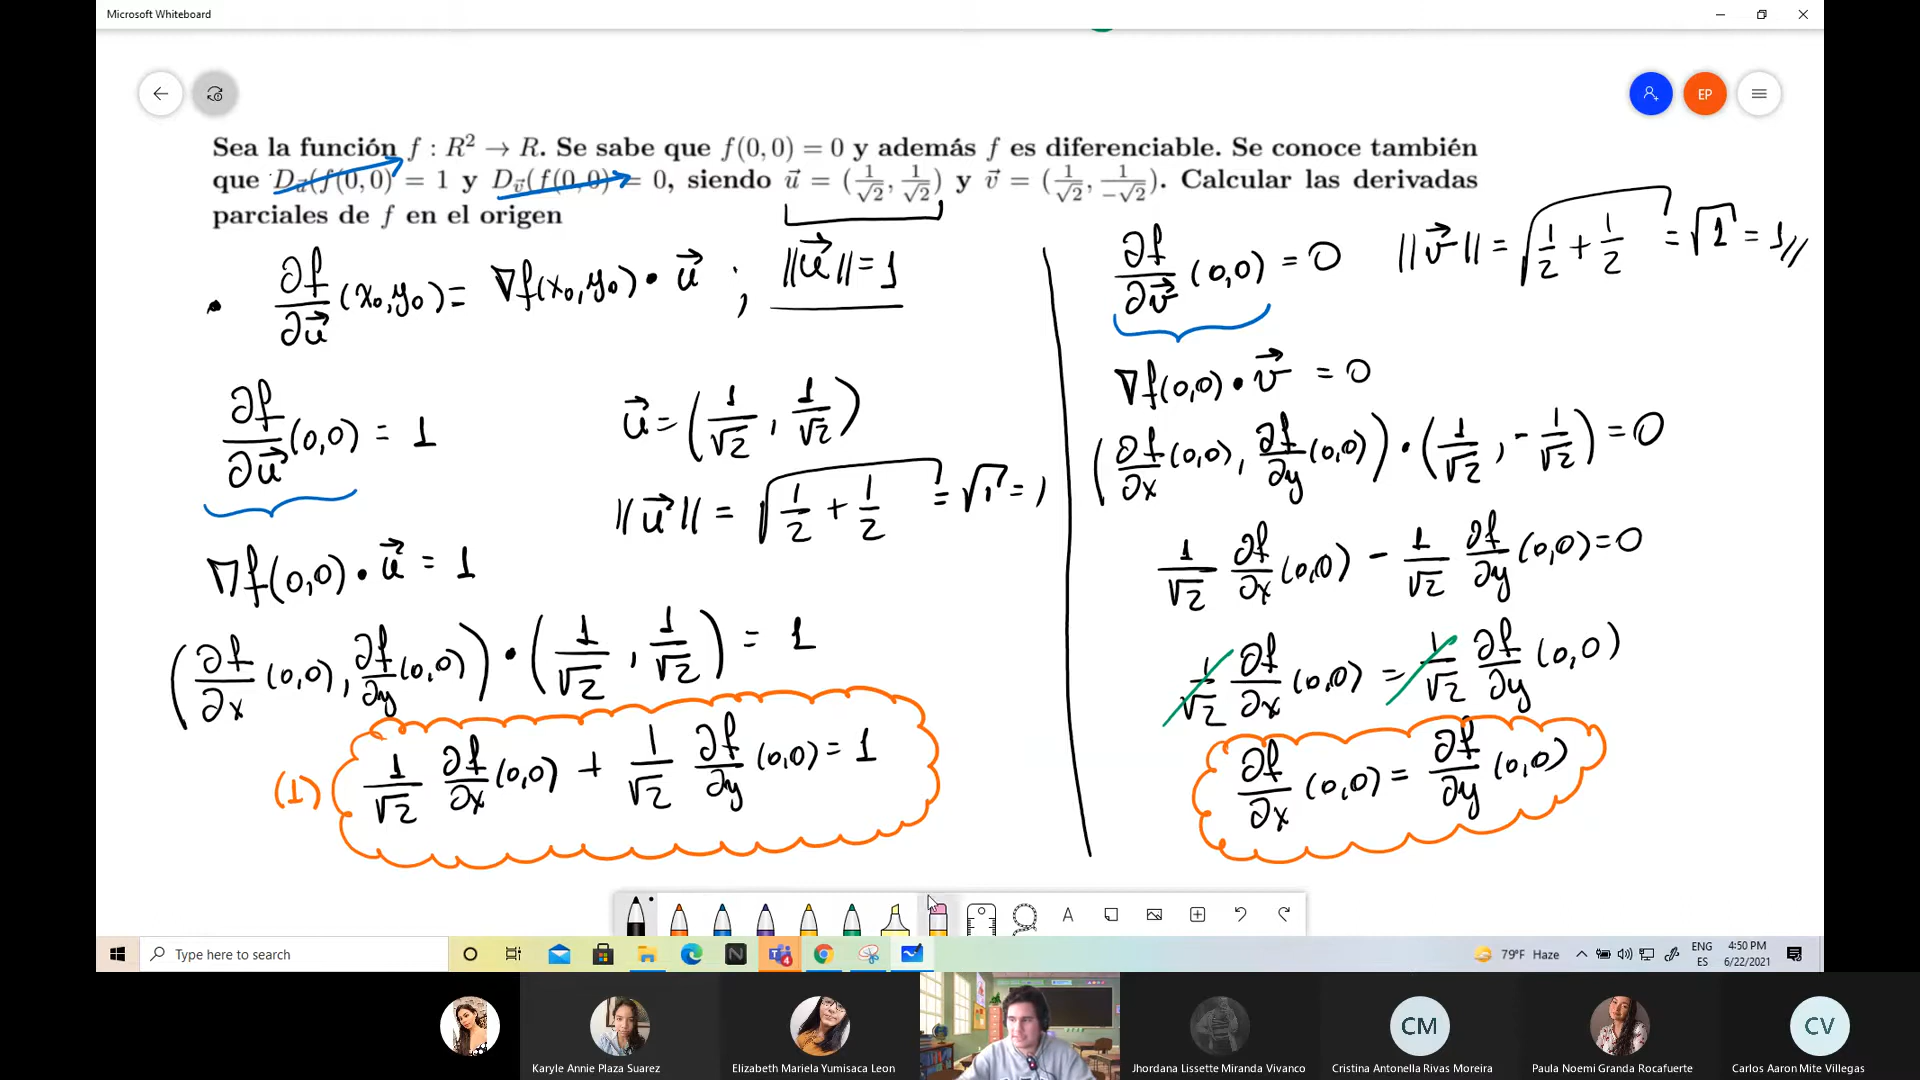 Microsoft Whiteboard
EP
Sea la función f : R² → R. Se sabe que f(0,0) = 0 y además f es diferenciable. Se conoce también
que D_u⃗(f(0,0) = 1 y D_v⃗(f(0,0) = 0, siendo u⃗ = (1/√2, 1/√2) y v⃗ = (1/√2, 1/−√2). Calcular las derivadas
parciales de f en el origen
• ∂f/∂u⃗ (x₀,y₀) = ∇f(x₀,y₀) • u⃗ ; ||u⃗|| = 1
∂f/∂u⃗ (0,0) = 1
u⃗ = (1/√2, 1/√2)
||u⃗|| = √(1/2 + 1/2) = √1 = 1
∇f(0,0) • u⃗ = 1
(∂f/∂x (0,0), ∂f/∂y (0,0)) • (1/√2, 1/√2) = 1
(1) 1/√2 ∂f/∂x (0,0) + 1/√2 ∂f/∂y (0,0) = 1
∂f/∂v⃗ (0,0) = 0
||v⃗|| = √(1/2 + 1/2) = √1 = 1//
∇f(0,0) • v⃗ = 0
(∂f/∂x (0,0), ∂f/∂y (0,0)) • (1/√2, −1/√2) = 0
1/√2 ∂f/∂x (0,0) − 1/√2 ∂f/∂y (0,0) = 0
1/√2 ∂f/∂x (0,0) = 1/√2 ∂f/∂y (0,0)
∂f/∂x (0,0) = ∂f/∂y (0,0)
A
Type here to search
N
4
79°F Haze
ENG
ES
4:50 PM
6/22/2021
CM
CV
Karyle Annie Plaza Suarez
Elizabeth Mariela Yumisaca Leon
Jhordana Lissette Miranda Vivanco
Cristina Antonella Rivas Moreira
Paula Noemi Granda Rocafuerte
Carlos Aaron Mite Villegas